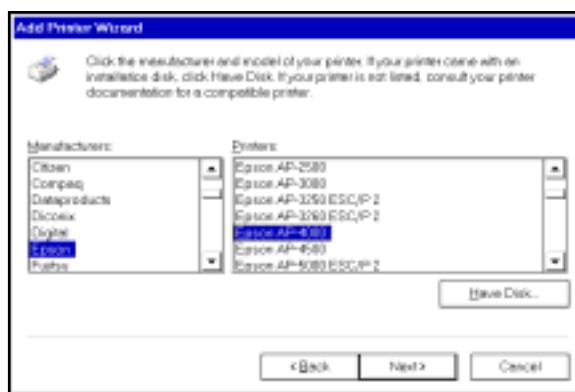 Add Printer Wizard
Click the manufacturer and model of your printer. If your printer came with an
installation disk, click Have Disk. If your printer is not listed, consult your printer
documentation for a compatible printer.
Manufacturers:
Printers:
Citizen
Compaq
Dataproducts
Diconix
Digital
Epson
Fujitsu
Epson AP-2500
Epson AP-3000
Epson AP-3250 ESC/P 2
Epson AP-3260 ESC/P 2
Epson AP-4000
Epson AP-4500
Epson AP-5000 ESC/P 2
Have Disk...
< Back
Next >
Cancel